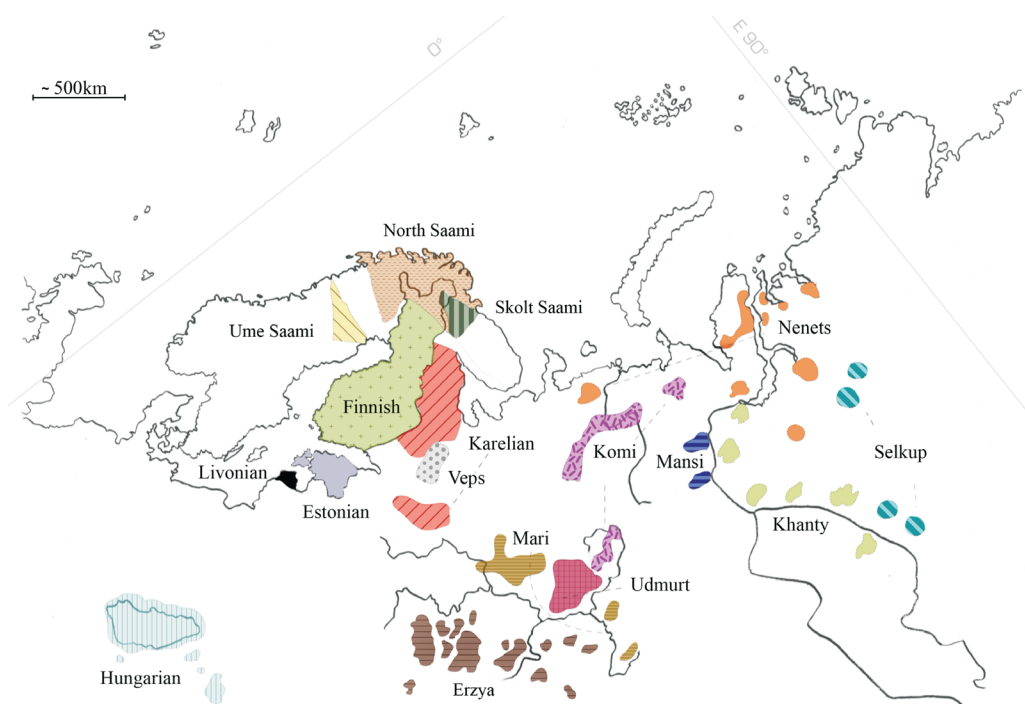 0°
E 90°
~ 500km
North Saami
Skolt Saami
Ume Saami
Nenets
Finnish
Karelian
Komi
Mansi
Selkup
Livonian
Veps
Estonian
Khanty
Mari
Udmurt
Hungarian
Erzya